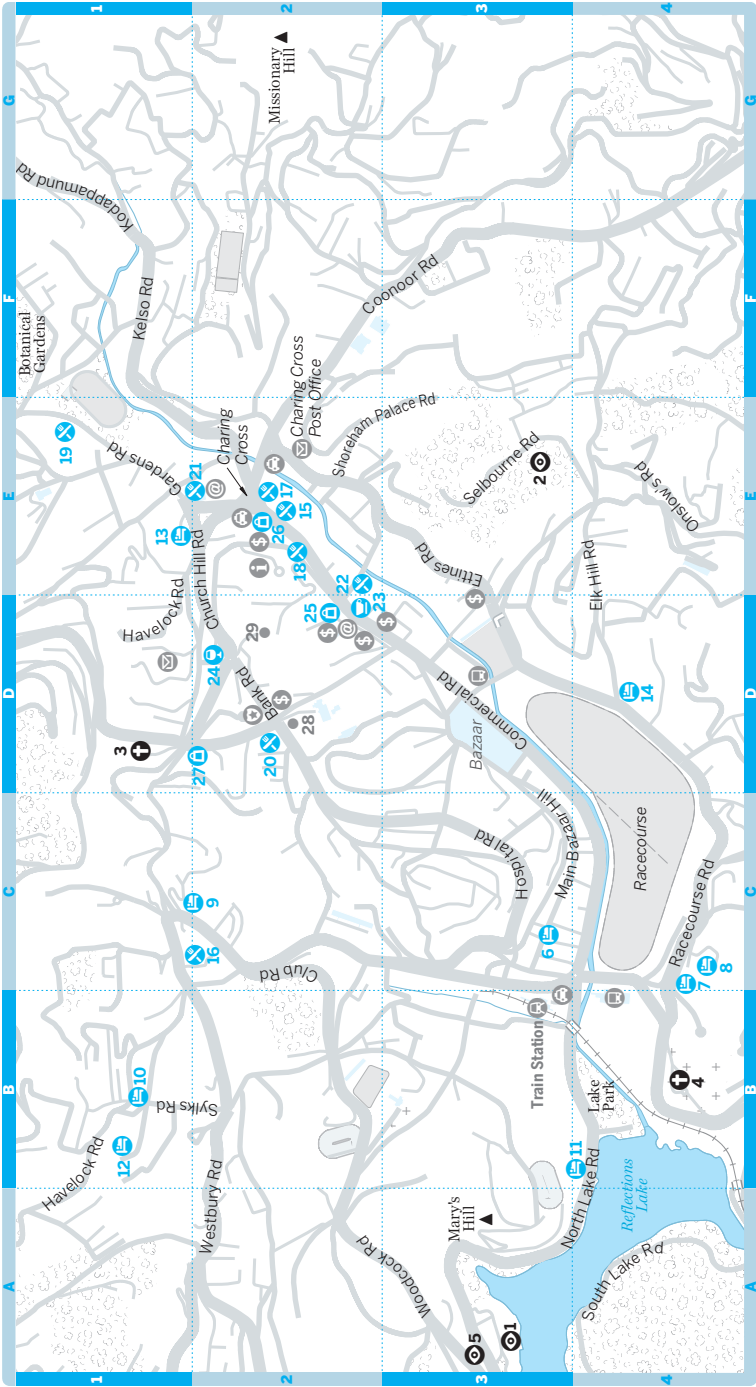 G
F
E
D
C
B
A
1
2
3
4
1
2
3
4
G
F
E
D
C
B
A
Kodappamund Rd
Missionary
Hill
Botanical
Gardens
Kelso Rd
Coonoor Rd
19
Gardens Rd
21
@
Charing
Cross
Charing Cross
Post Office
Shoreham Palace Rd
Selbourne Rd
2
Onslow's Rd
Elk Hill Rd
Ettines Rd
13
Church Hill Rd
Havelock Rd
17
15
26
18
$
i
22
23
25
$
@
$
$
$
29
24
Bank Rd
$
28
20
27
3
Commercial Rd
Bazaar
14
Racecourse
Racecourse Rd
Main Bazaar Hill
Hospital Rd
9
16
Club Rd
6
7
8
10
12
Sylks Rd
Havelock Rd
Westbury Rd
Train Station
Lake
Park
4
11
North Lake Rd
Reflections
Lake
Mary's
Hill
Woodcock Rd
South Lake Rd
5
1